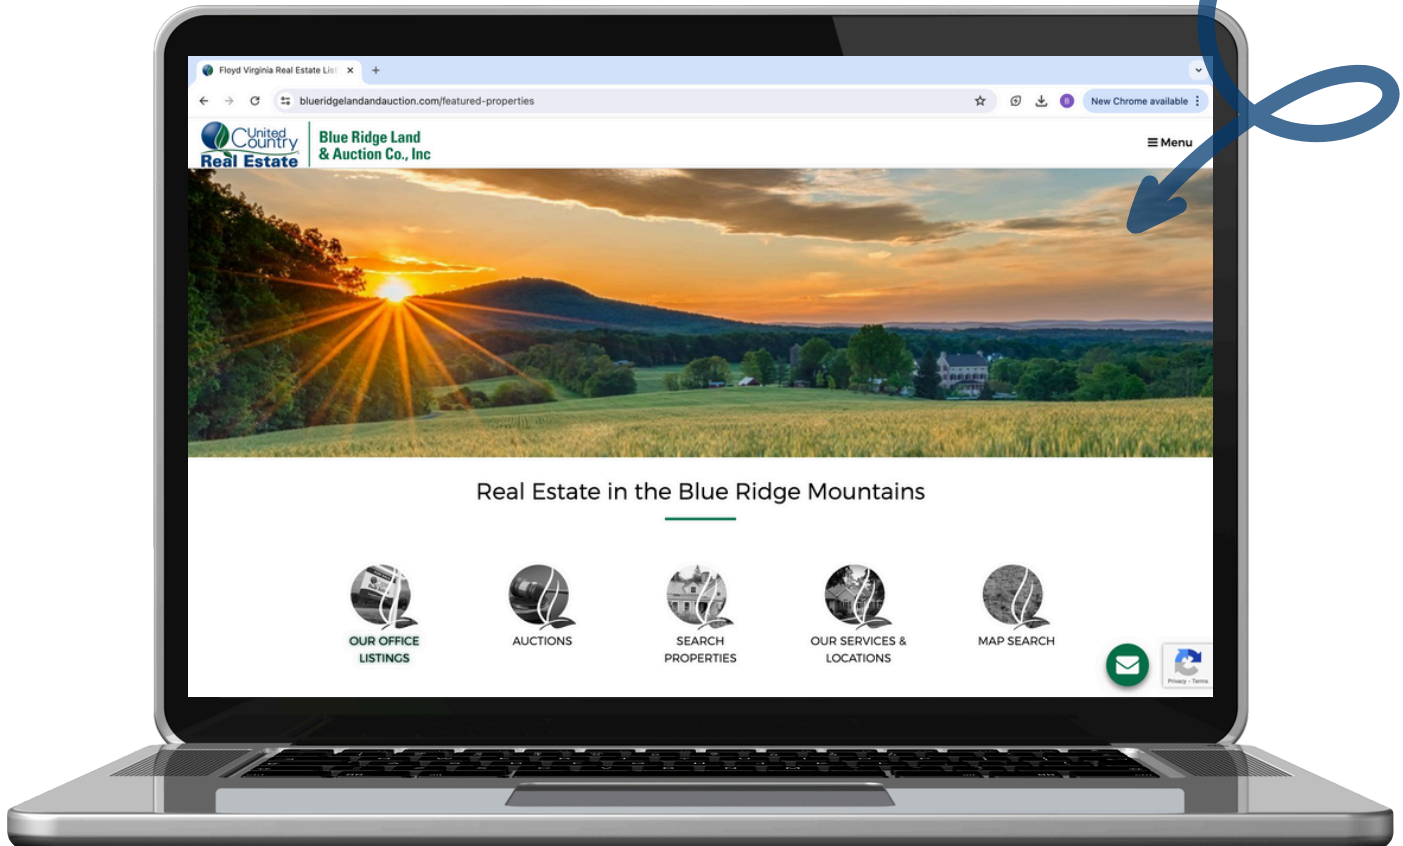 Floyd Virginia Real Estate List
blueridgelandandauction.com/featured-properties
B
New Chrome available
United
Country
Real Estate
Blue Ridge Land
& Auction Co., Inc
Menu
Real Estate in the Blue Ridge Mountains
OUR OFFICE
LISTINGS
AUCTIONS
SEARCH
PROPERTIES
OUR SERVICES &
LOCATIONS
MAP SEARCH
Privacy - Terms